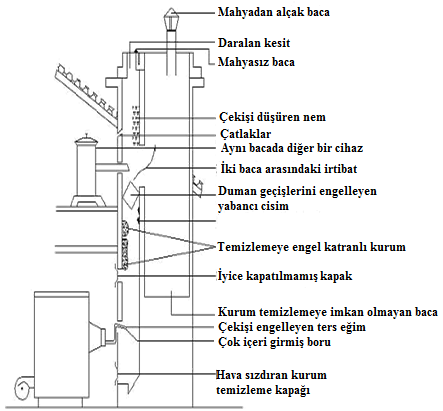 Mahyadan alçak baca
Daralan kesit
Mahyasız baca
Çekişi düşüren nem
Çatlaklar
Aynı bacada diğer bir cihaz
İki baca arasındaki irtibat
Duman geçişlerini engelleyen
yabancı cisim
Temizlemeye engel katranlı kurum
İyice kapatılmamış kapak
Kurum temizlemeye imkan olmayan baca
Çekişi engelleyen ters eğim
Çok içeri girmiş boru
Hava sızdıran kurum
temizleme kapağı